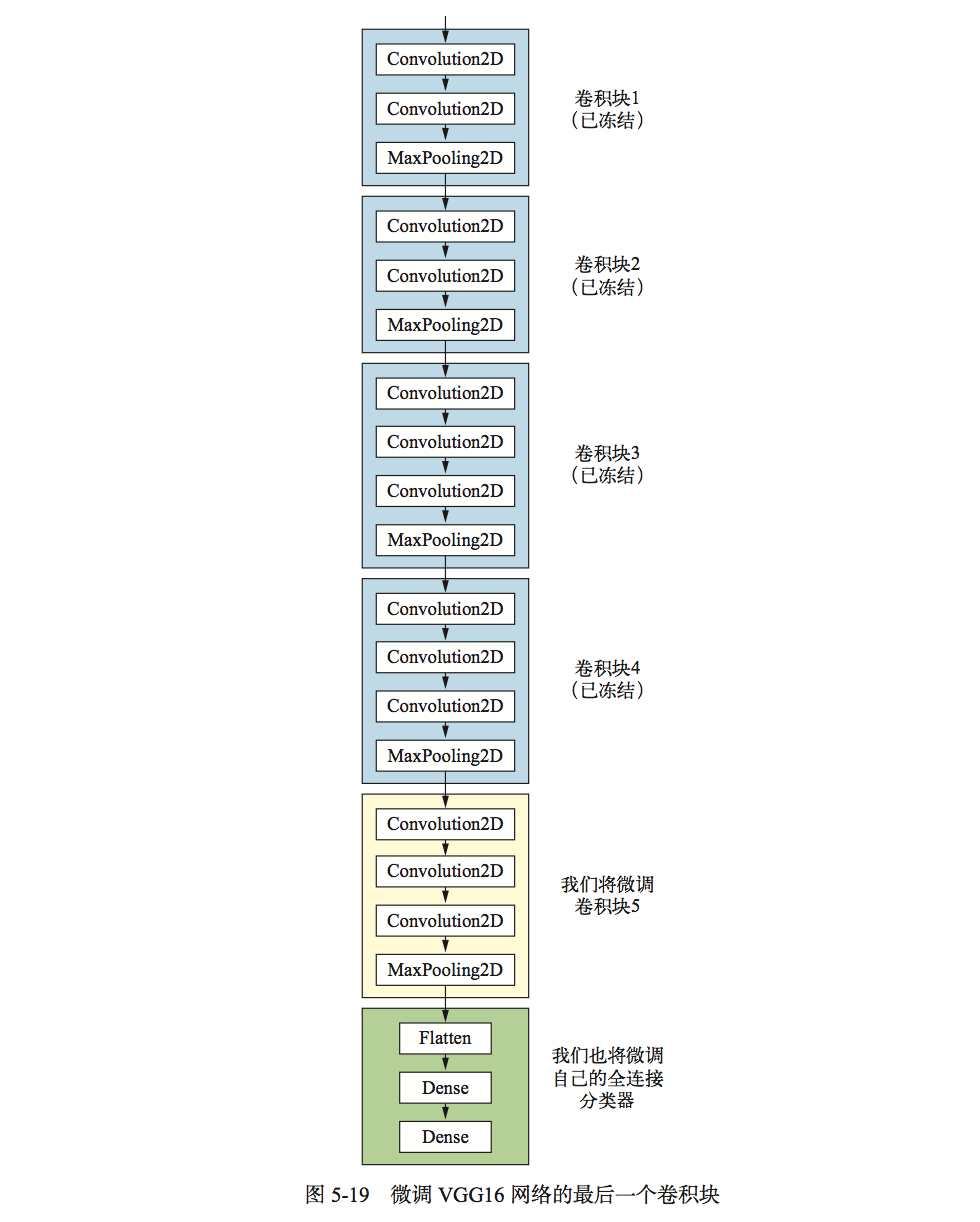 Convolution2D
Convolution2D
MaxPooling2D
卷积块1
（已冻结）
Convolution2D
Convolution2D
MaxPooling2D
卷积块2
（已冻结）
Convolution2D
Convolution2D
Convolution2D
MaxPooling2D
卷积块3
（已冻结）
Convolution2D
Convolution2D
Convolution2D
MaxPooling2D
卷积块4
（已冻结）
Convolution2D
Convolution2D
Convolution2D
MaxPooling2D
我们将微调
卷积块5
Flatten
Dense
Dense
我们也将微调
自己的全连接
分类器
图 5-19 微调 VGG16 网络的最后一个卷积块